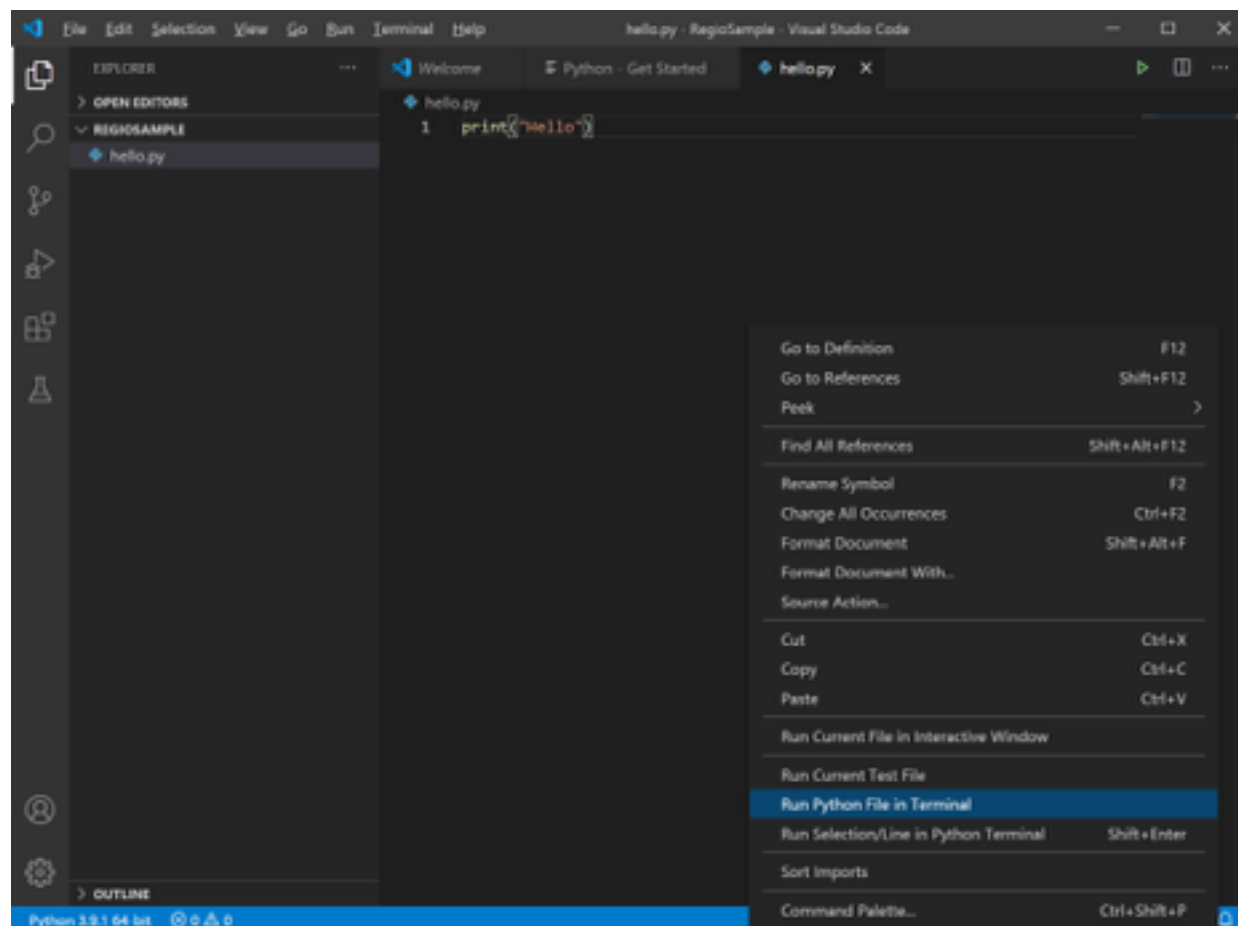 File Edit Selection View Go Run Terminal Help hello.py - RegioSample - Visual Studio Code
EXPLORER ...
OPEN EDITORS
REGIOSAMPLE
hello.py
Welcome Python - Get Started hello.py X
hello.py
1 print("Hello")
Go to Definition F12
Go to References Shift+F12
Peek >
Find All References Shift+Alt+F12
Rename Symbol F2
Change All Occurrences Ctrl+F2
Format Document Shift+Alt+F
Format Document With...
Source Action...
Cut Ctrl+X
Copy Ctrl+C
Paste Ctrl+V
Run Current File in Interactive Window
Run Current Test File
Run Python File in Terminal
Run Selection/Line in Python Terminal Shift+Enter
Sort Imports
Command Palette... Ctrl+Shift+P
OUTLINE
Python 3.9.1 64-bit 0 0